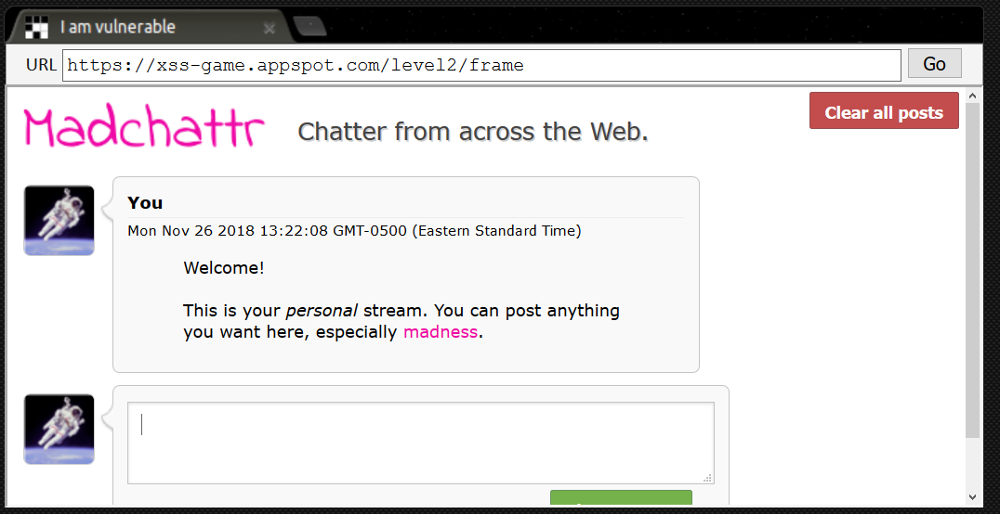 I am vulnerable
URL https://xss-game.appspot.com/level2/frame Go
Madchattr Chatter from across the Web. Clear all posts
You
Mon Nov 26 2018 13:22:08 GMT-0500 (Eastern Standard Time)
Welcome!
This is your personal stream. You can post anything
you want here, especially madness.